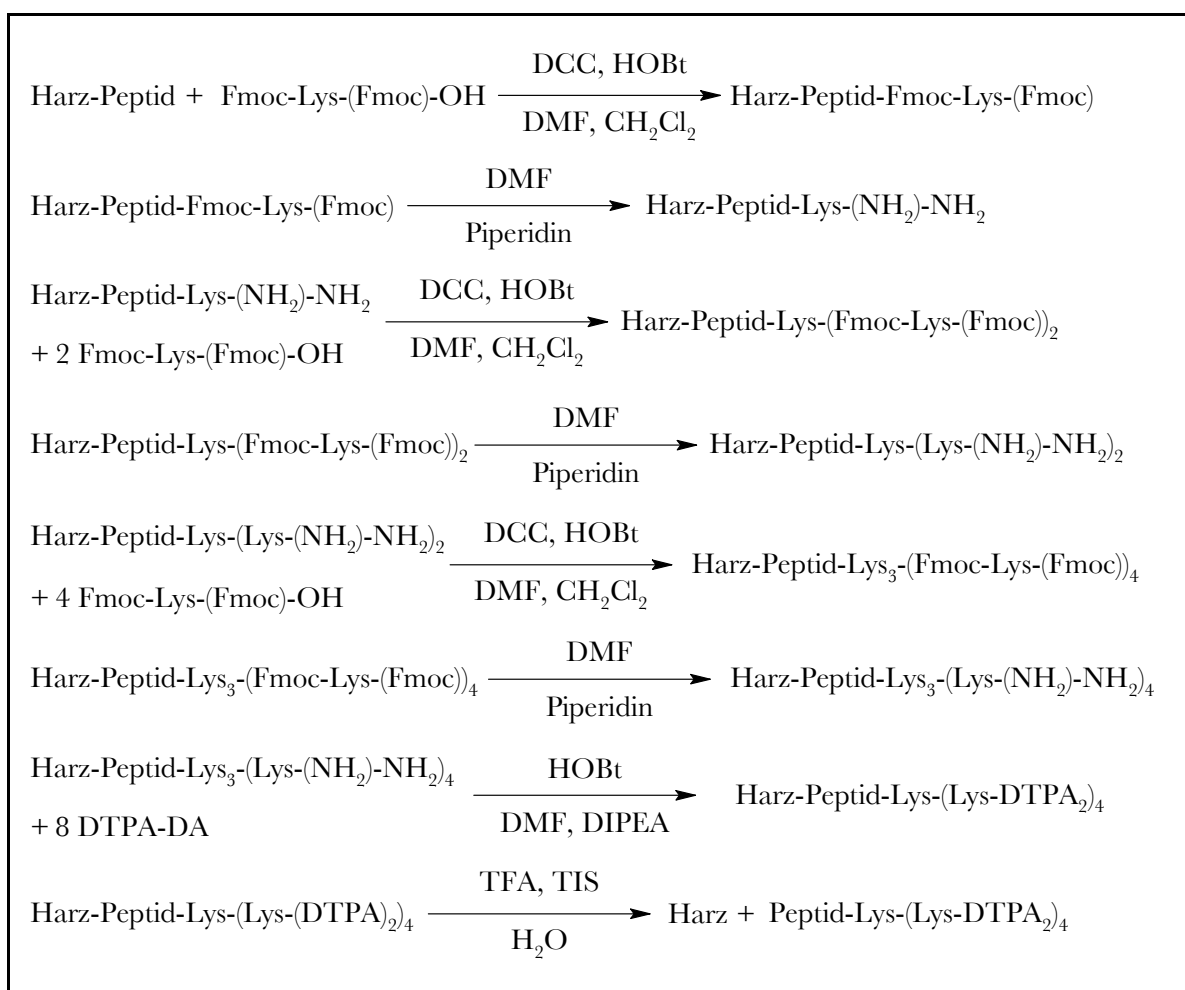 DCC, HOBt
Harz-Peptid + Fmoc-Lys-(Fmoc)-OH → Harz-Peptid-Fmoc-Lys-(Fmoc)
DMF, CH₂Cl₂
DMF
Harz-Peptid-Fmoc-Lys-(Fmoc) → Harz-Peptid-Lys-(NH₂)-NH₂
Piperidin
Harz-Peptid-Lys-(NH₂)-NH₂
DCC, HOBt
→ Harz-Peptid-Lys-(Fmoc-Lys-(Fmoc))₂
+ 2 Fmoc-Lys-(Fmoc)-OH
DMF, CH₂Cl₂
DMF
Harz-Peptid-Lys-(Fmoc-Lys-(Fmoc))₂ → Harz-Peptid-Lys-(Lys-(NH₂)-NH₂)₂
Piperidin
Harz-Peptid-Lys-(Lys-(NH₂)-NH₂)₂
DCC, HOBt
→ Harz-Peptid-Lys₃-(Fmoc-Lys-(Fmoc))₄
+ 4 Fmoc-Lys-(Fmoc)-OH
DMF, CH₂Cl₂
DMF
Harz-Peptid-Lys₃-(Fmoc-Lys-(Fmoc))₄ → Harz-Peptid-Lys₃-(Lys-(NH₂)-NH₂)₄
Piperidin
Harz-Peptid-Lys₃-(Lys-(NH₂)-NH₂)₄
HOBt
→ Harz-Peptid-Lys-(Lys-DTPA₂)₄
+ 8 DTPA-DA
DMF, DIPEA
TFA, TIS
Harz-Peptid-Lys-(Lys-(DTPA)₂)₄ → Harz + Peptid-Lys-(Lys-DTPA₂)₄
H₂O